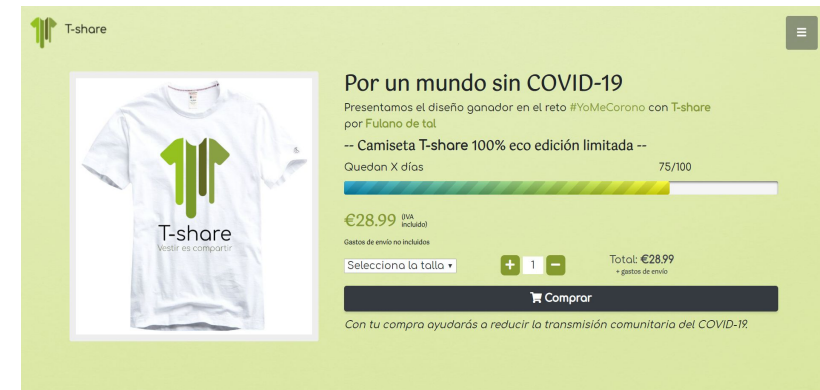 T-share
Por un mundo sin COVID-19
Presentamos el diseño ganador en el reto #YoMeCorono con T-share
por Fulano de tal
-- Camiseta T-share 100% eco edición limitada --
Quedan X días 75/100
€28.99 (IVA
incluido)
Gastos de envío no incluidos
Selecciona la talla
+ 1 −
Total: €28.99
+ gastos de envío
Comprar
Con tu compra ayudarás a reducir la transmisión comunitaria del COVID-19.
T-share
Vestir es compartir